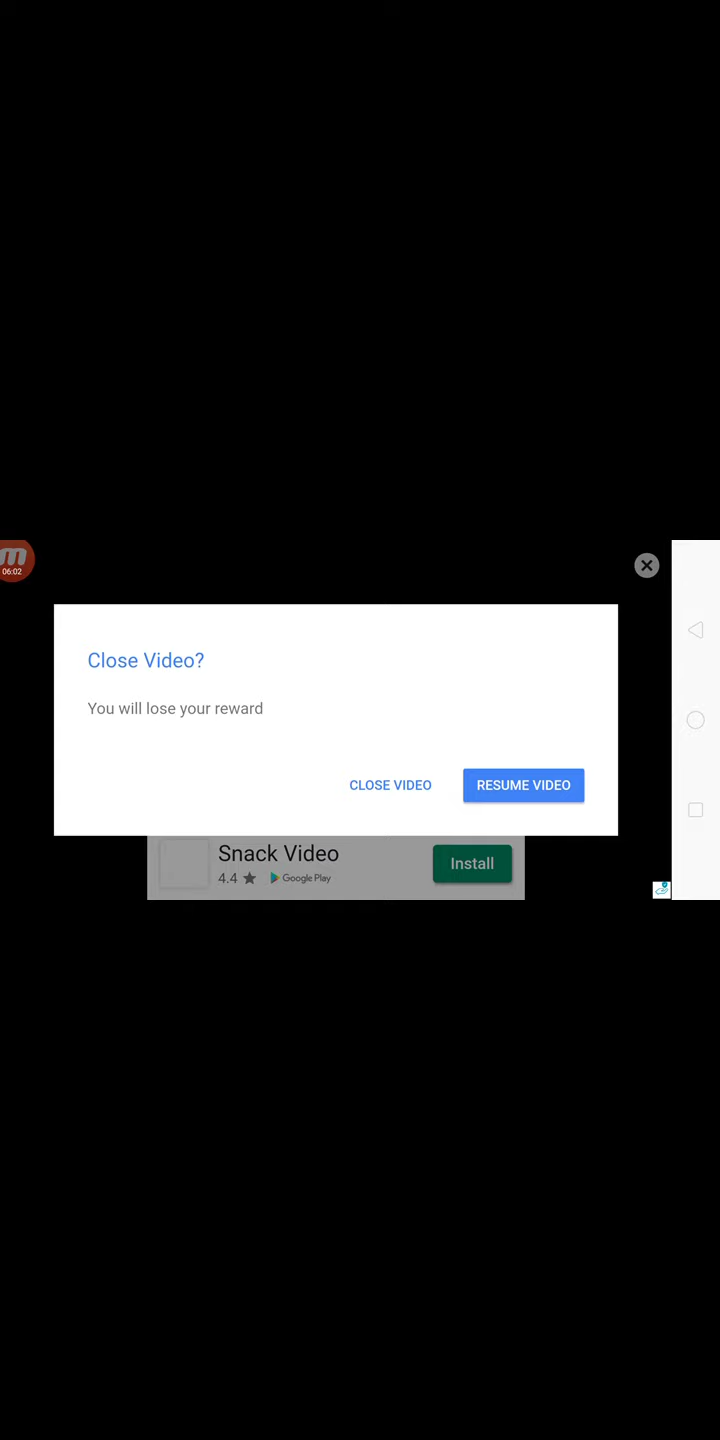 m
06:02
Close Video?
You will lose your reward
CLOSE VIDEO
RESUME VIDEO
Snack Video
4.4 ★ Google Play
Install